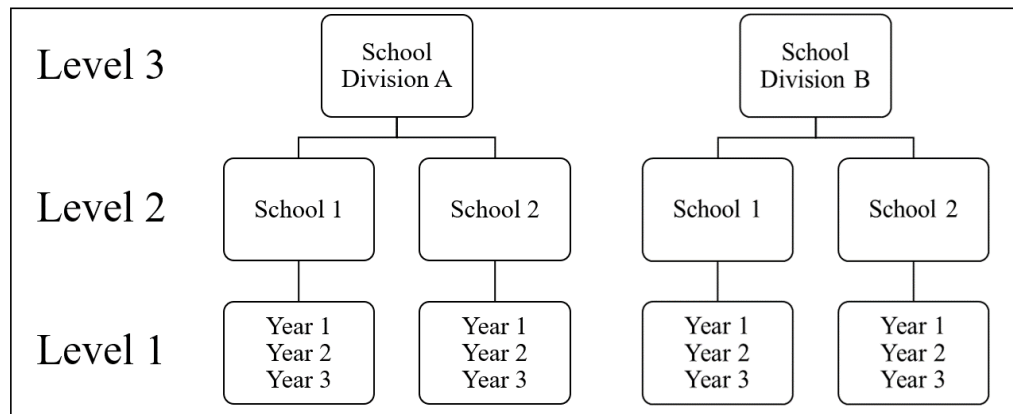 Level 3
School
Division A
School
Division B
Level 2
School 1
School 2
School 1
School 2
Level 1
Year 1
Year 2
Year 3
Year 1
Year 2
Year 3
Year 1
Year 2
Year 3
Year 1
Year 2
Year 3